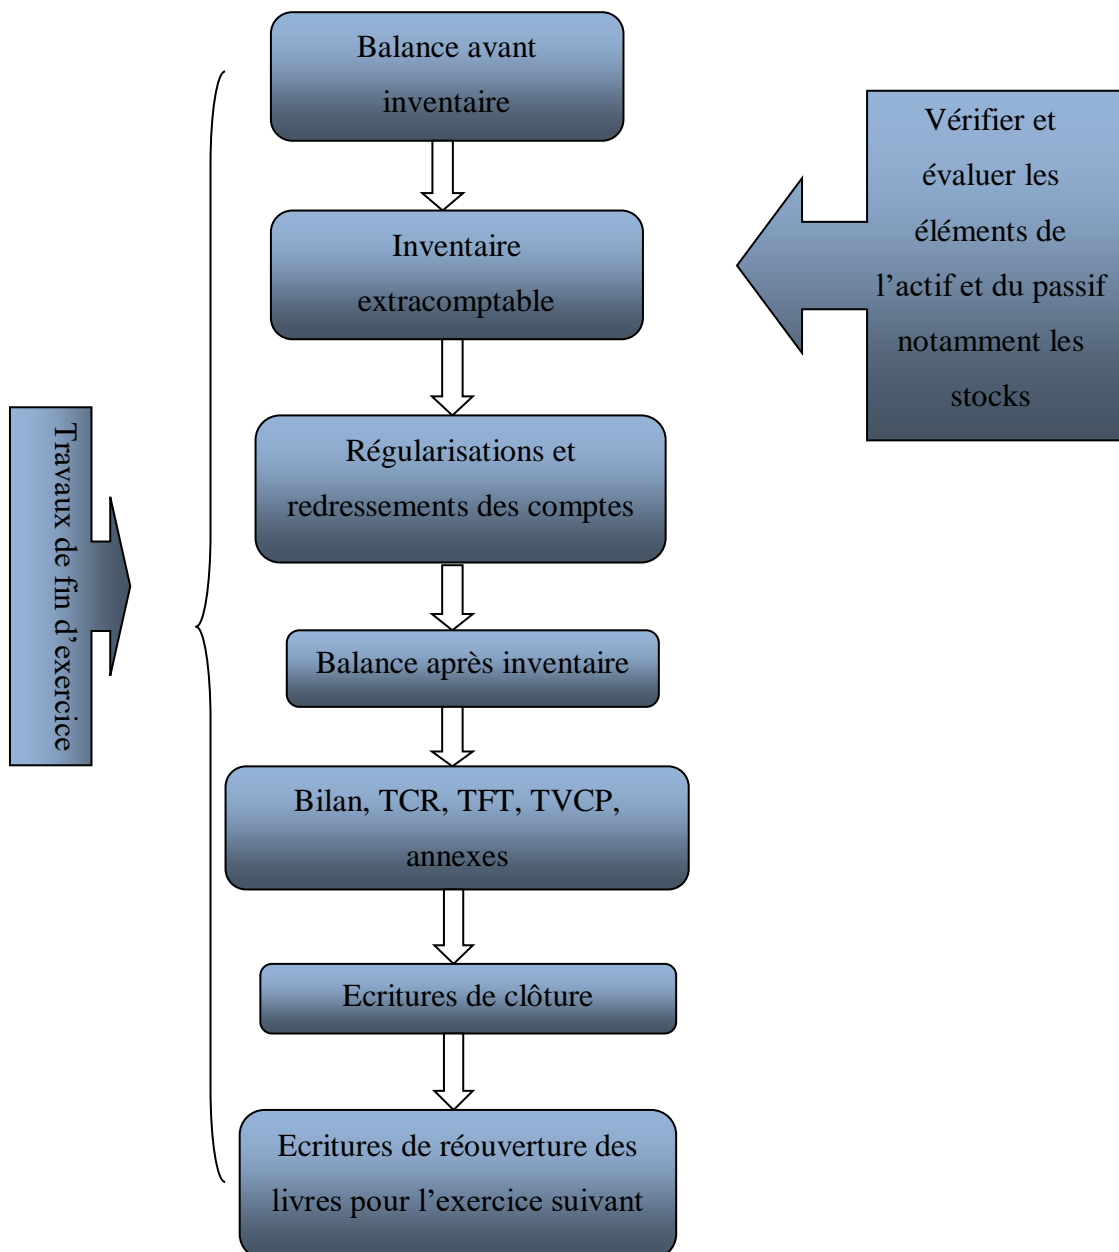 Balance avant
inventaire
Vérifier et
évaluer les
éléments de
l’actif et du passif
notamment les
stocks
Inventaire
extracomptable
Travaux de fin d’exercice
Régularisations et
redressements des comptes
Balance après inventaire
Bilan, TCR, TFT, TVCP,
annexes
Ecritures de clôture
Ecritures de réouverture des
livres pour l’exercice suivant